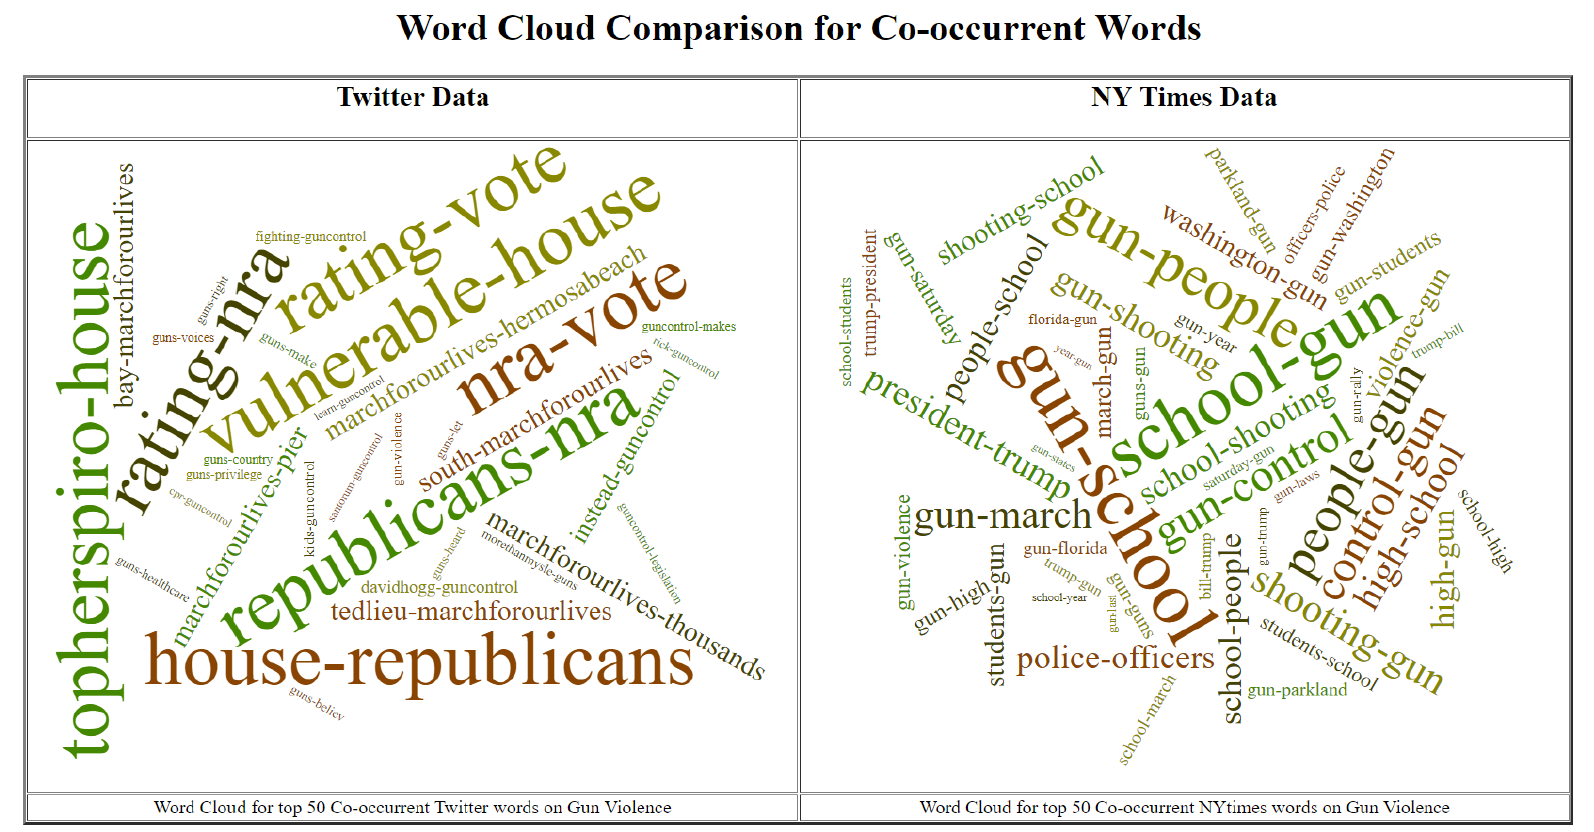 Word Cloud Comparison for Co-occurrent Words
Twitter Data
NY Times Data
bay-marchforourlives
topherspiro-house
rating-nra
fighting-guncontrol
rating-vote
vulnerable-house
guns-right
guns-voices
guns-make
learn-guncontrol
marchforourlives-hermosabeach
nra-vote
guncontrol-makes
rick-guncontrol
south-marchforourlives
guns-let
gun-violence
santorum-guncontrol
kids-guncontrol
guns-country
guns-privilege
cpr-guncontrol
marchforourlives-pier
republicans-nra
instead-guncontrol
guncontrol-legislation
guns-healthcare
guns-heard
morethanmysle-guns
marchforourlives-thousands
davidhogg-guncontrol
tedlieu-marchforourlives
house-republicans
guns-believ
shooting-school
parkland-gun
officers-police
gun-washington
washington-gun
gun-people
gun-students
gun-saturday
trump-president
school-students
people-school
gun-shooting
florida-gun
gun-year
year-gun
march-gun
guns-gun
school-gun
violence-gun
trump-bill
gun-rally
president-trump
gun-school
school-shooting
people-gun
control-gun
high-school
saturday-gun
gun-states
gun-laws
gun-control
gun-march
gun-violence
gun-florida
gun-trump
bill-trump
school-high
high-gun
students-gun
gun-high
trump-gun
school-year
gun-last
gun-guns
school-people
shooting-gun
students-school
police-officers
gun-parkland
school-march
Word Cloud for top 50 Co-occurrent Twitter words on Gun Violence
Word Cloud for top 50 Co-occurrent NYtimes words on Gun Violence